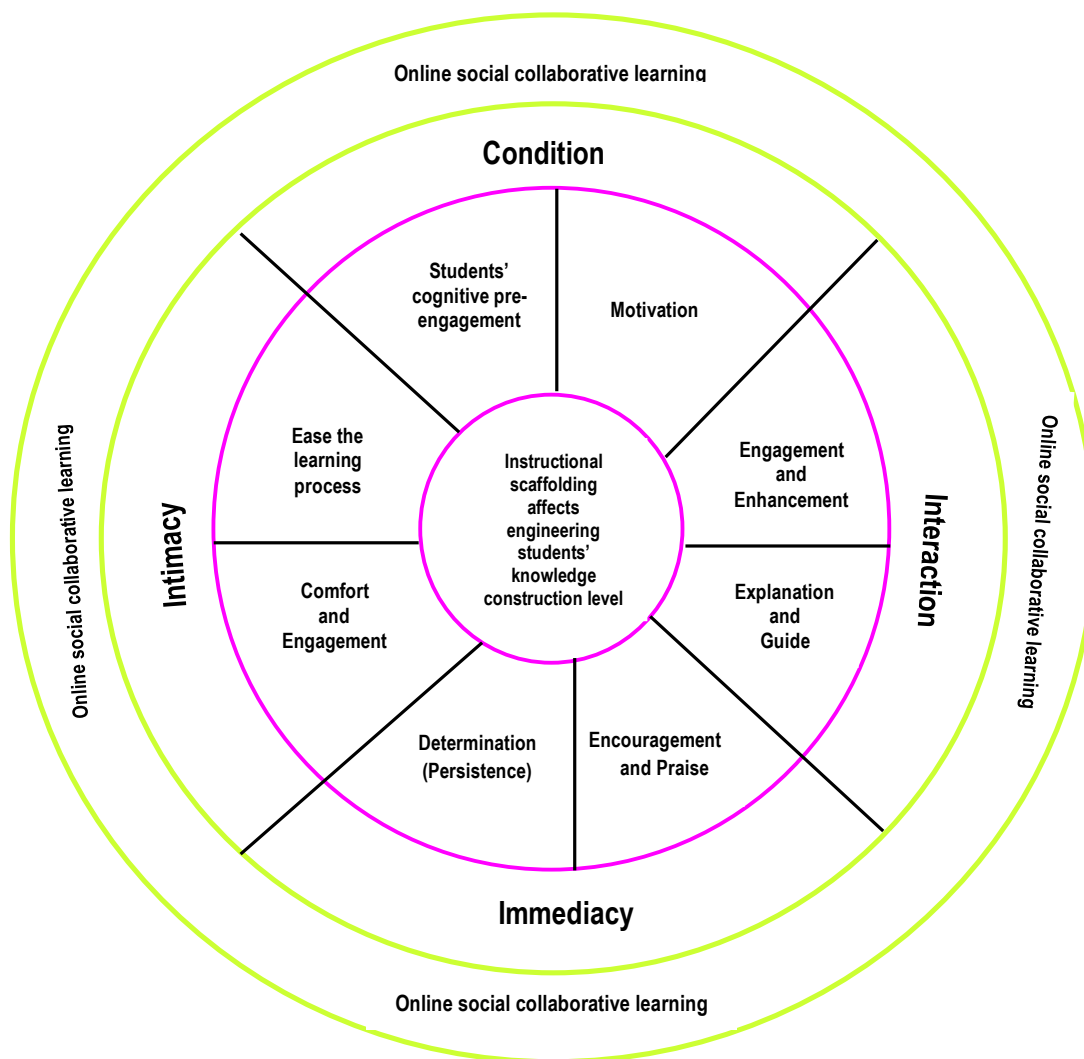 Online social collaborative learning
Condition
Students’
cognitive pre-
engagement
Motivation
Ease the
learning
process
Instructional
scaffolding
affects
engineering
students’
knowledge
construction level
Engagement
and
Enhancement
Online social collaborative learning
Intimacy
Interaction
Online social collaborative learning
Comfort
and
Engagement
Explanation
and
Guide
Determination
(Persistence)
Encouragement
and Praise
Immediacy
Online social collaborative learning